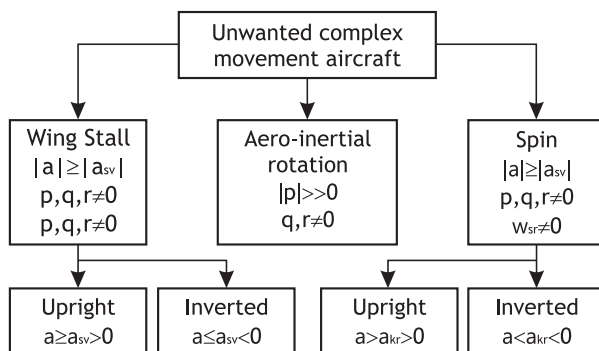 Unwanted complex
movement aircraft
Wing Stall
|a|≥|asv|
p,q,r≠0
p,q,r≠0
Aero-inertial
rotation
|p|>>0
q,r≠0
Spin
|a|≥|asv|
p,q,r≠0
wsr≠0
Upright
a≥asv>0
Inverted
a≤asv<0
Upright
a>akr>0
Inverted
a<akr<0